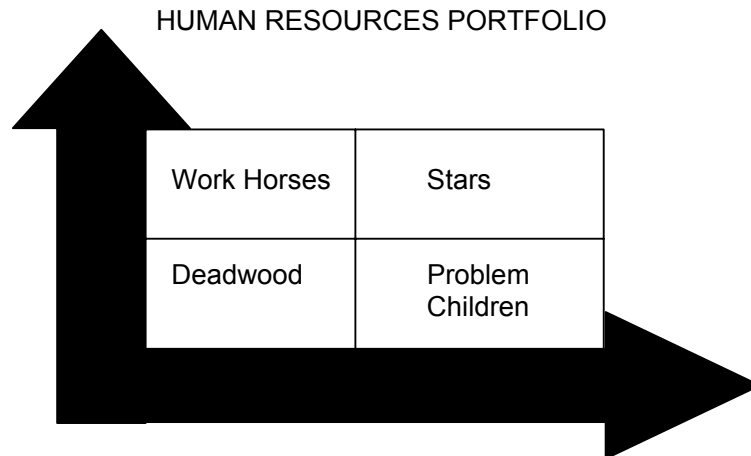 HUMAN RESOURCES PORTFOLIO
Work Horses
Stars
Deadwood
Problem
Children